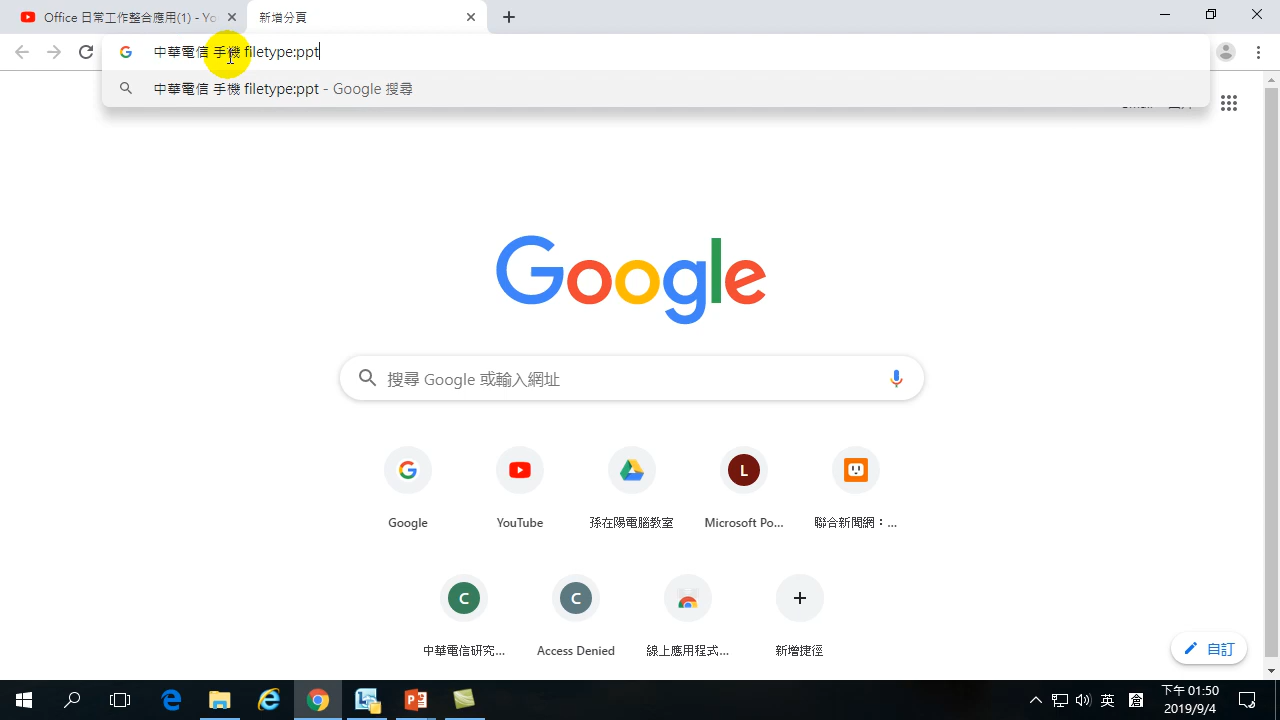 Office 日常工作整合應用(1) - Yo
新增分頁
中華電信 手機 filetype:ppt
中華電信 手機 filetype:ppt - Google 搜尋
Google
搜尋 Google 或輸入網址
L
Google
YouTube
孫在陽電腦教室
Microsoft Po...
聯合新聞網：...
C
C
中華電信研究...
Access Denied
線上應用程式...
新增捷徑
自訂
英
下午 01:50
2019/9/4